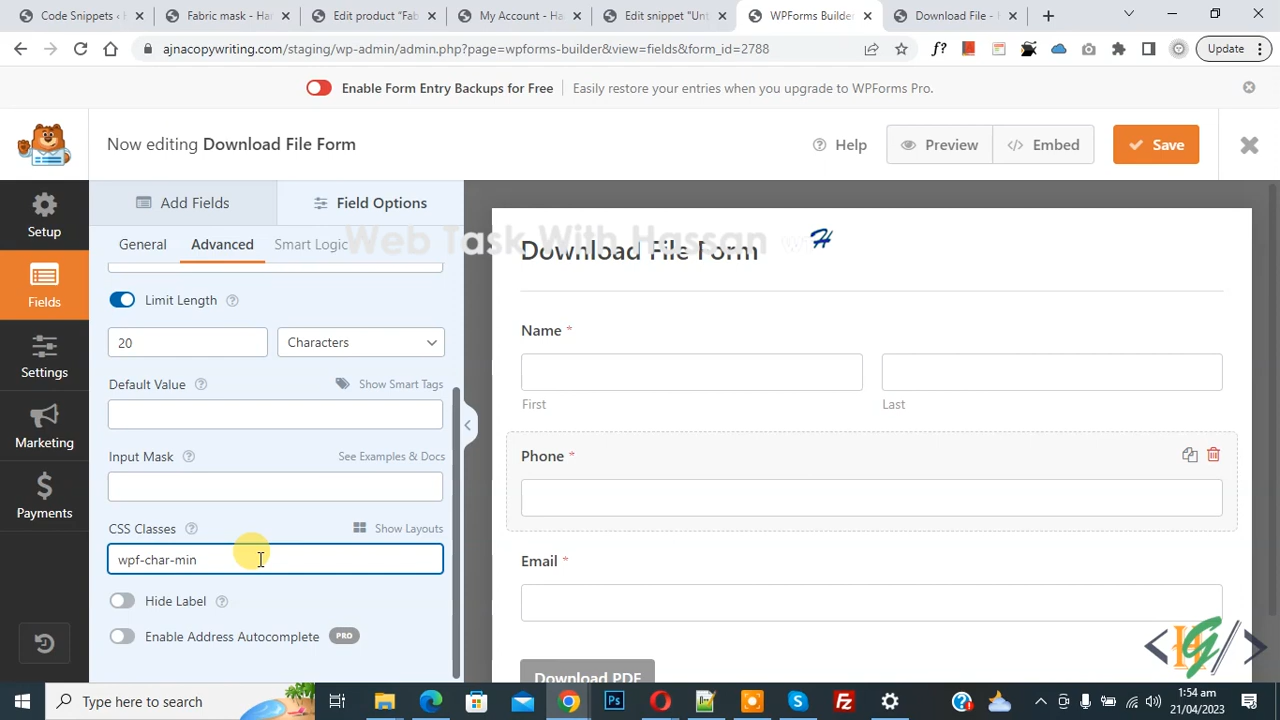 Code Snippets ‹ H
Fabric mask - Ha
Edit product "Fab
My Account - Ha
Edit snippet "Unt
WPForms Builder
Download File -
ajnacopywriting.com/staging/wp-admin/admin.php?page=wpforms-builder&view=fields&form_id=2788
f?
Update
Enable Form Entry Backups for Free
Easily restore your entries when you upgrade to WPForms Pro.
Now editing Download File Form
Help
Preview
Embed
Save
Setup
Fields
Settings
Marketing
Payments
Add Fields
Field Options
General
Advanced
Smart Logic
Web Task With Hassan
Limit Length
20
Characters
Default Value
Show Smart Tags
Input Mask
See Examples & Docs
CSS Classes
Show Layouts
wpf-char-min
Hide Label
Enable Address Autocomplete PRO
Download File Form
Name *
First
Last
Phone *
Email *
Download PDF
Type here to search
1:54 am
21/04/2023